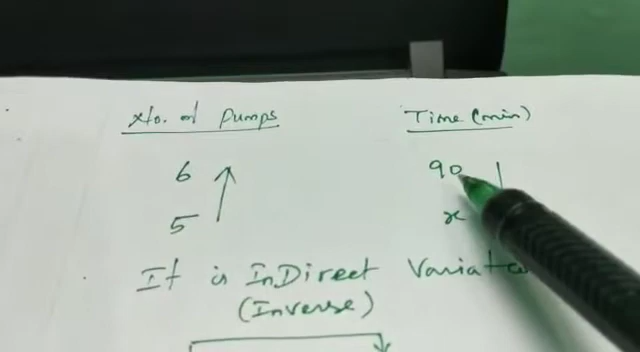 No. of Pumps Time (min)
6 90
5 x
It is InDirect
(Inverse)